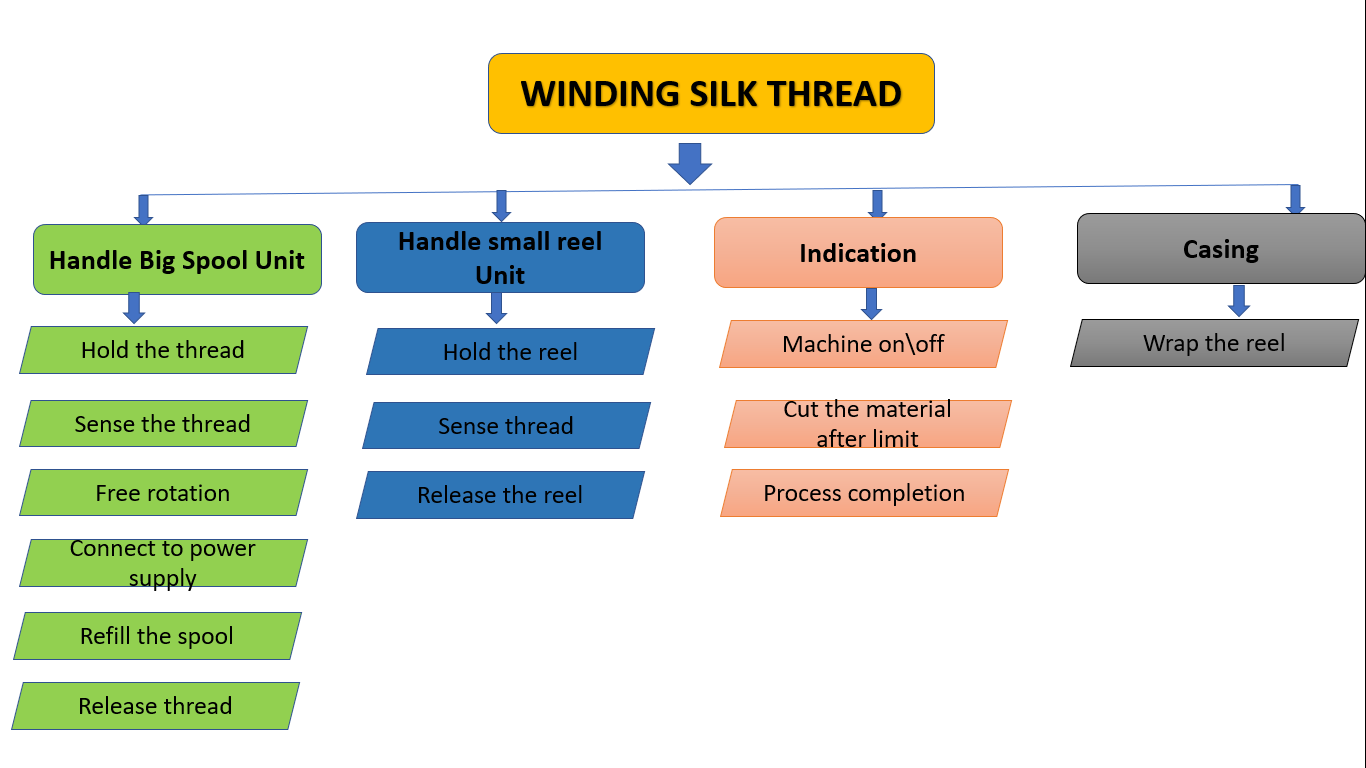 WINDING SILK THREAD
Handle Big Spool Unit
Hold the thread
Sense the thread
Free rotation
Connect to power
supply
Refill the spool
Release thread
Handle small reel
Unit
Hold the reel
Sense thread
Release the reel
Indication
Machine on\off
Cut the material
after limit
Process completion
Casing
Wrap the reel